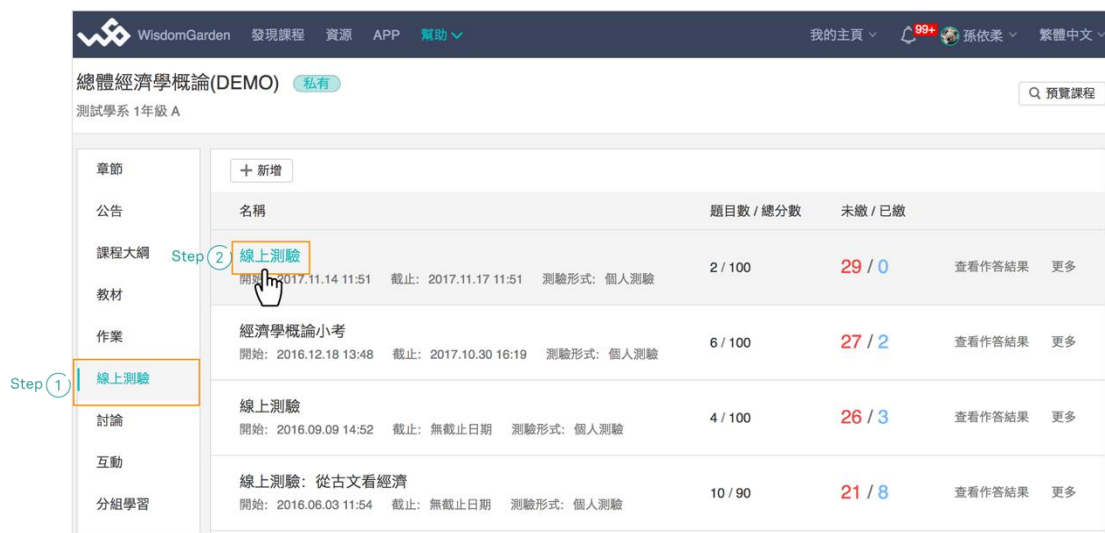 WisdomGarden 發現課程 資源 APP 幫助 我的主頁 99+ 孫依柔 繁體中文
總體經濟學概論(DEMO) 私有
測試學系 1年級 A
預覽課程
章節
公告
課程大綱
教材
作業
Step 1 線上測驗
討論
互動
分組學習
+ 新增
名稱 題目數 / 總分數 未繳 / 已繳
Step 2 線上測驗
開始: 2017.11.14 11:51 截止: 2017.11.17 11:51 測驗形式: 個人測驗
2 / 100 29 / 0 查看作答結果 更多
經濟學概論小考
開始: 2016.12.18 13:48 截止: 2017.10.30 16:19 測驗形式: 個人測驗
6 / 100 27 / 2 查看作答結果 更多
線上測驗
開始: 2016.09.09 14:52 截止: 無截止日期 測驗形式: 個人測驗
4 / 100 26 / 3 查看作答結果 更多
線上測驗: 從古文看經濟
開始: 2016.06.03 11:54 截止: 無截止日期 測驗形式: 個人測驗
10 / 90 21 / 8 查看作答結果 更多